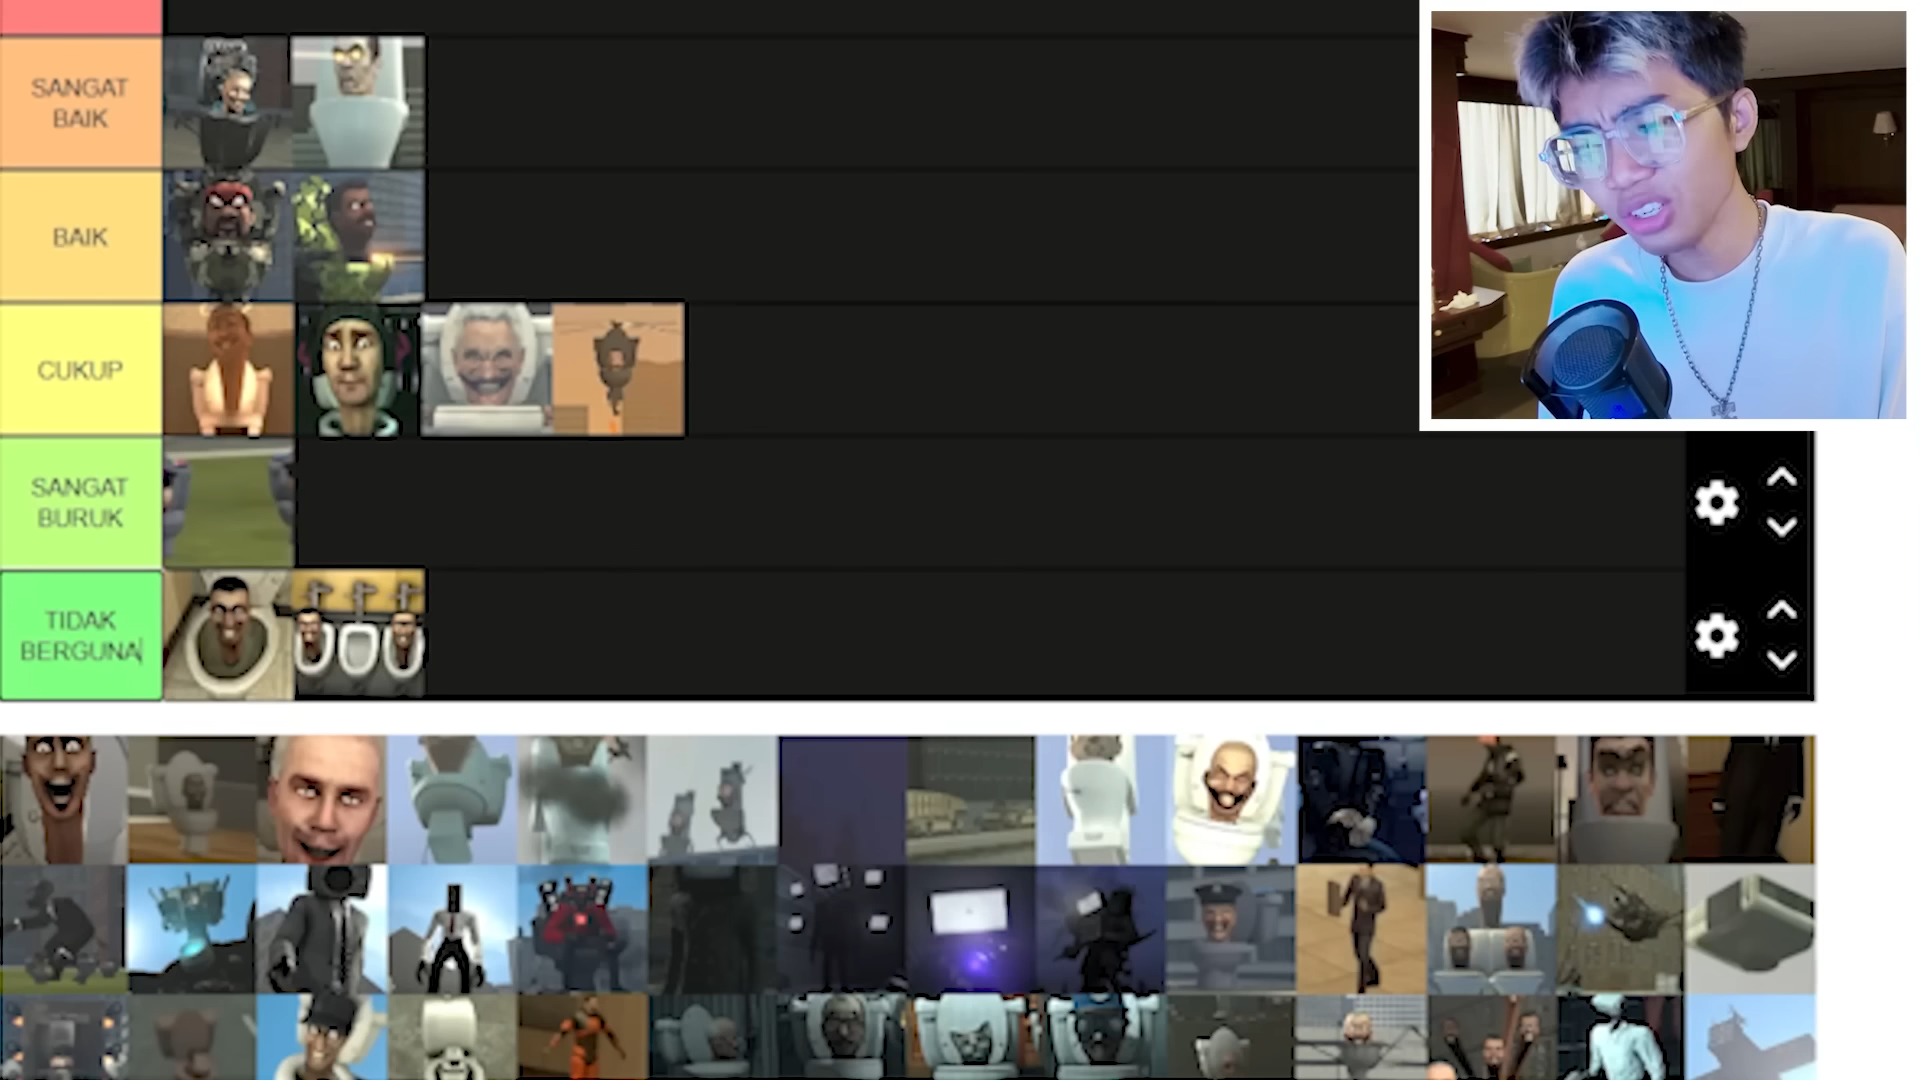 SANGAT
BAIK
BAIK
CUKUP
SANGAT
BURUK
TIDAK
BERGUNA